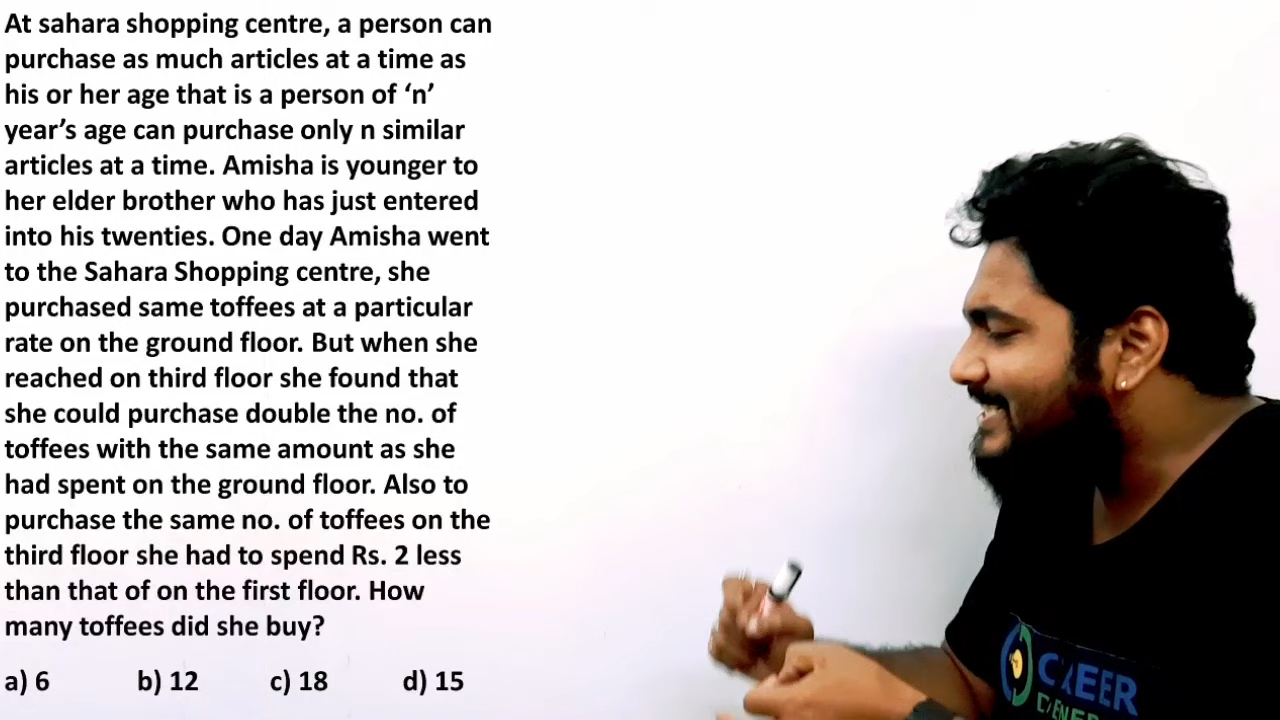 At sahara shopping centre, a person can
purchase as much articles at a time as
his or her age that is a person of ‘n’
year’s age can purchase only n similar
articles at a time. Amisha is younger to
her elder brother who has just entered
into his twenties. One day Amisha went
to the Sahara Shopping centre, she
purchased same toffees at a particular
rate on the ground floor. But when she
reached on third floor she found that
she could purchase double the no. of
toffees with the same amount as she
had spent on the ground floor. Also to
purchase the same no. of toffees on the
third floor she had to spend Rs. 2 less
than that of on the first floor. How
many toffees did she buy?
a) 6 b) 12 c) 18 d) 15